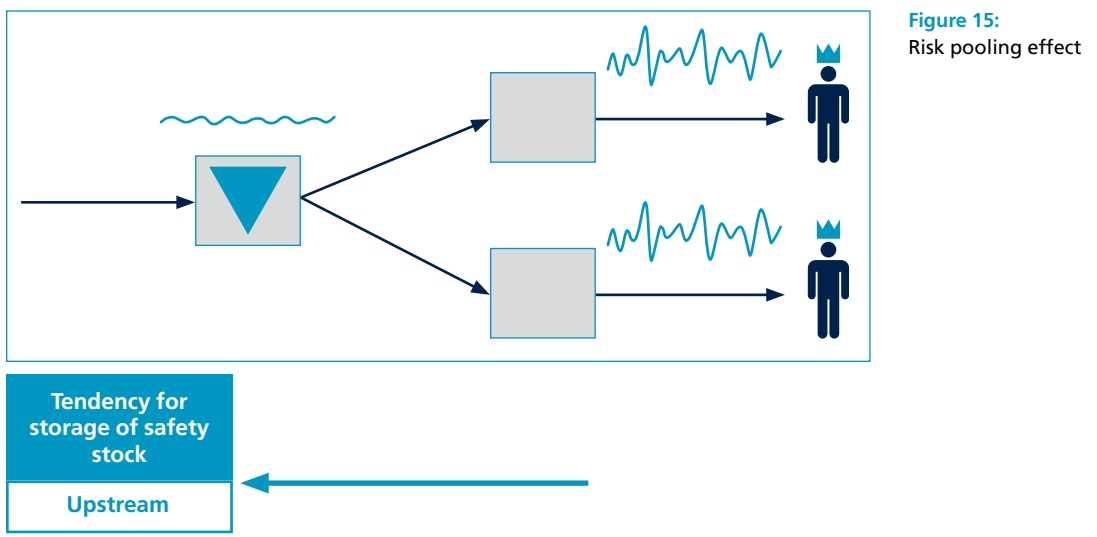 Figure 15:
Risk pooling effect
Tendency for
storage of safety
stock
Upstream